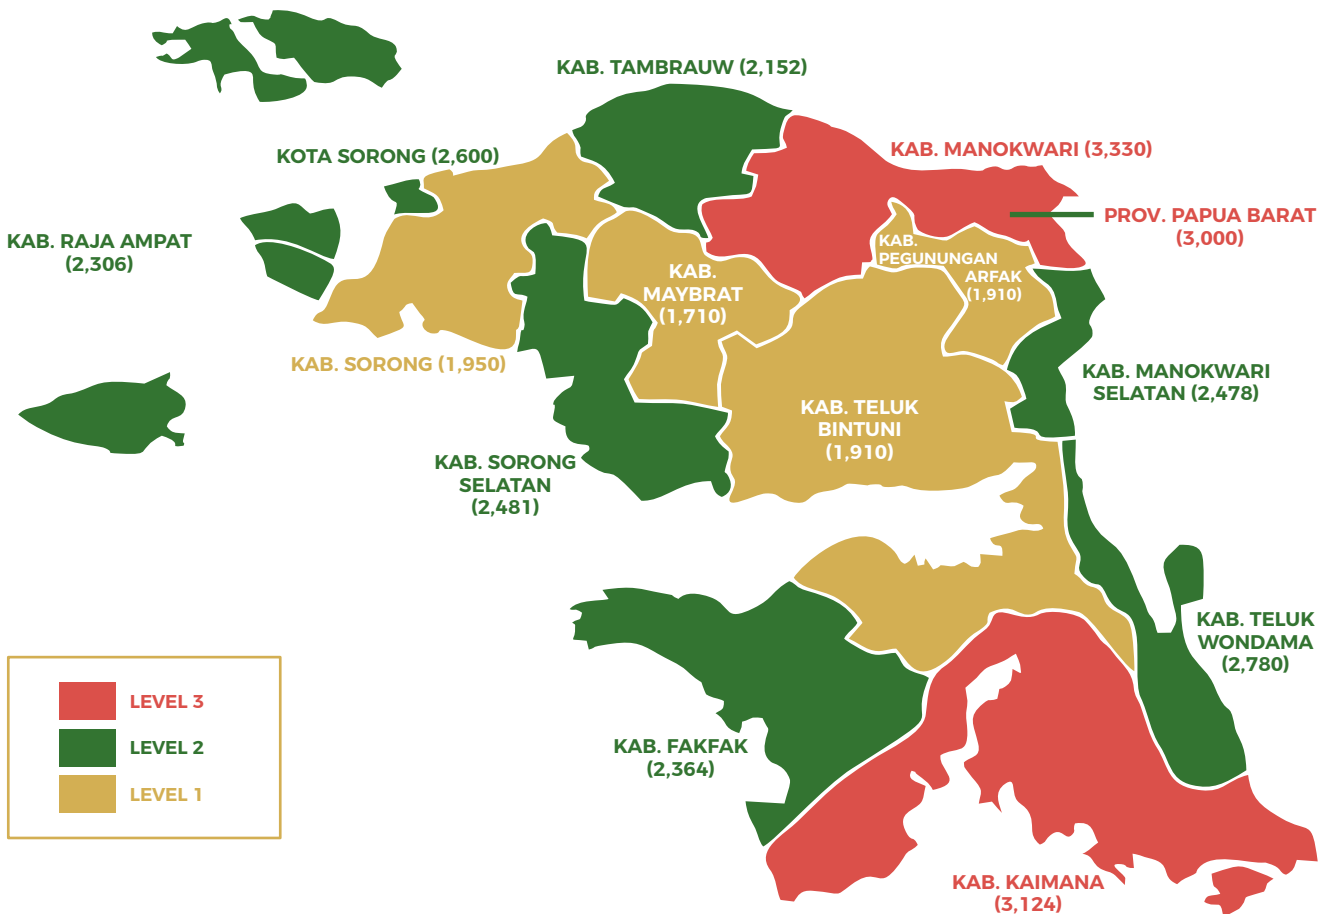 KAB. TAMBRAUW (2,152)
KOTA SORONG (2,600)
KAB. MANOKWARI (3,330)
PROV. PAPUA BARAT
(3,000)
KAB. RAJA AMPAT
(2,306)
KAB.
PEGUNUNGAN
ARFAK
(1,910)
KAB.
MAYBRAT
(1,710)
KAB. SORONG (1,950)
KAB. MANOKWARI
SELATAN (2,478)
KAB. TELUK
BINTUNI
(1,910)
KAB. SORONG
SELATAN
(2,481)
KAB. TELUK
WONDAMA
(2,780)
KAB. FAKFAK
(2,364)
KAB. KAIMANA
(3,124)
LEVEL 3
LEVEL 2
LEVEL 1